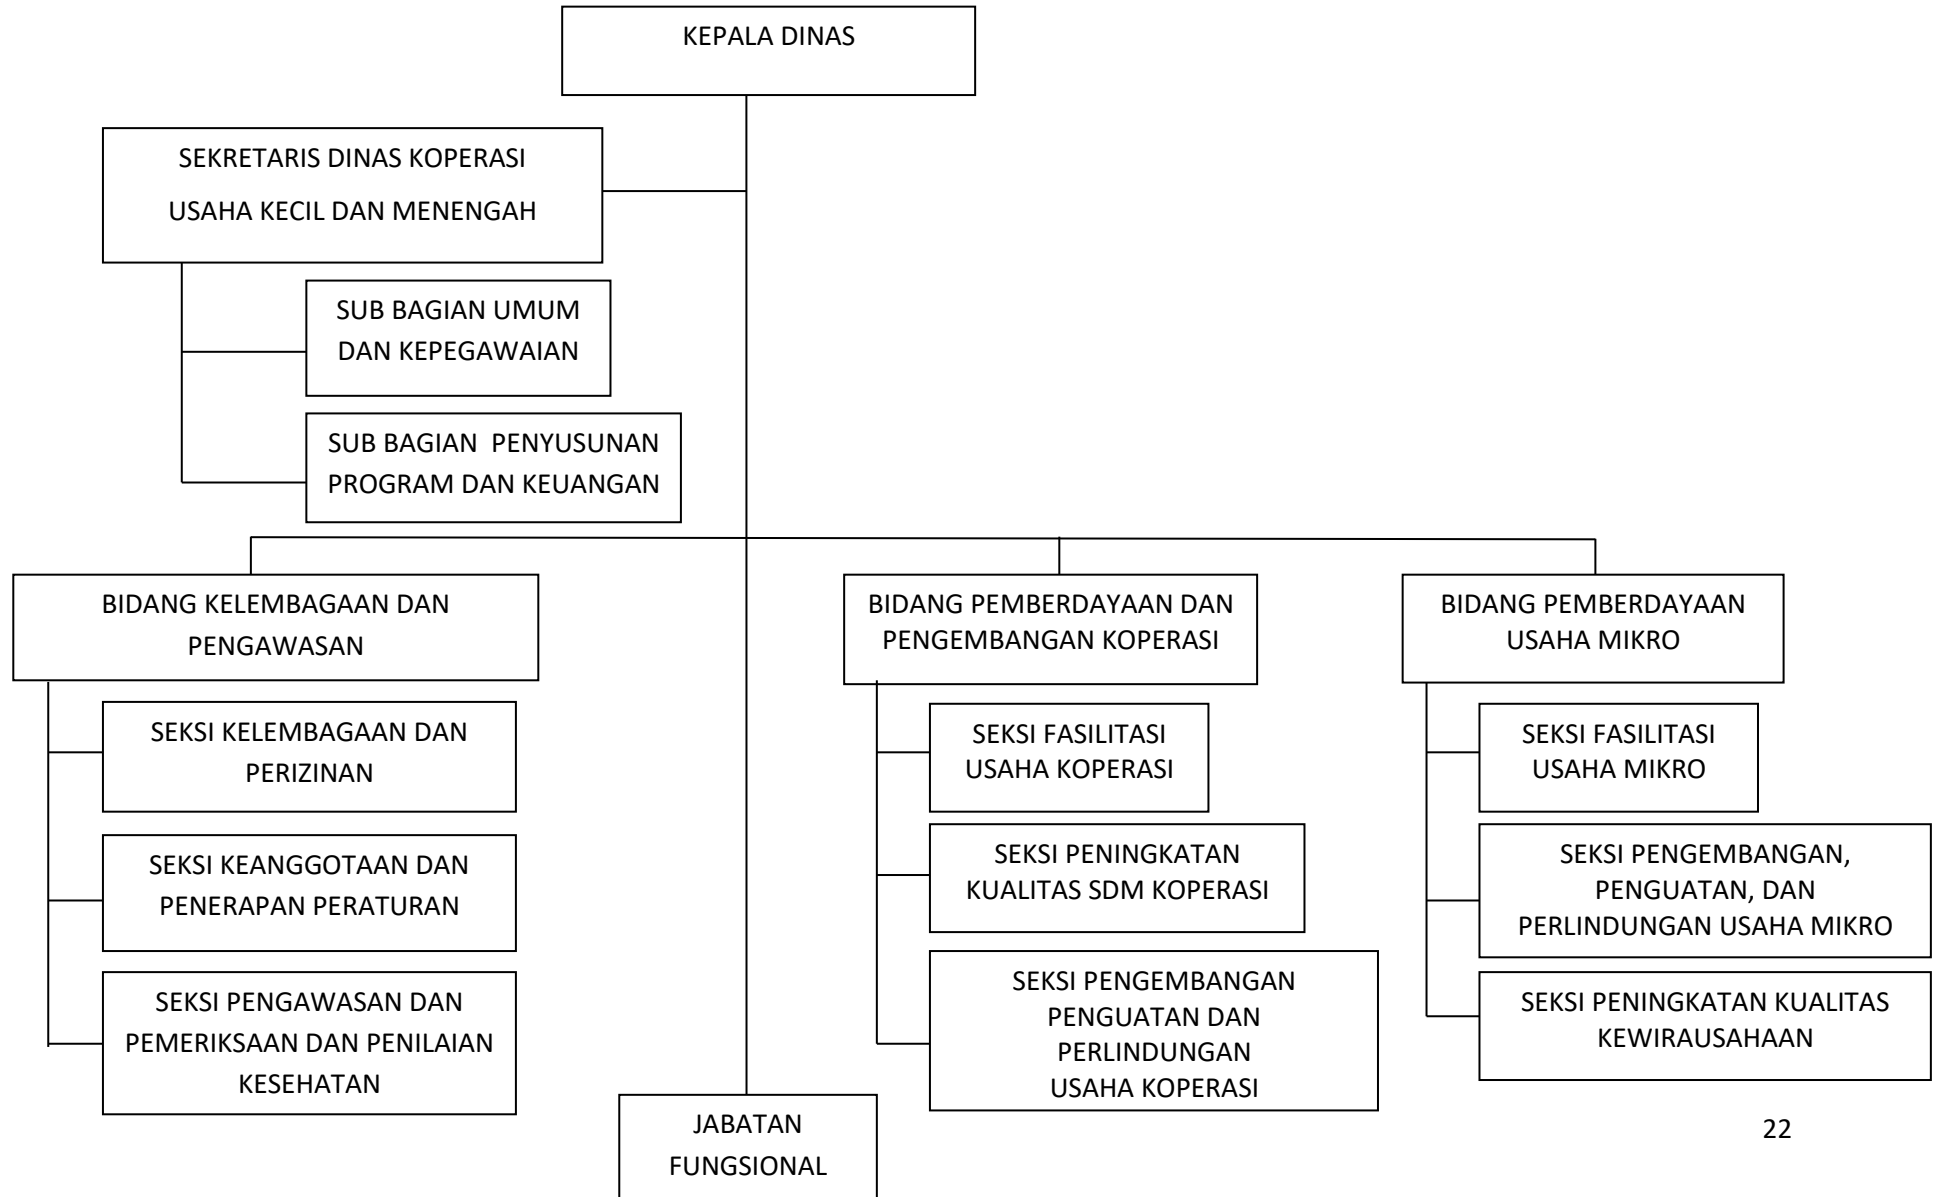 KEPALA DINAS
SEKRETARIS DINAS KOPERASI
USAHA KECIL DAN MENENGAH
SUB BAGIAN UMUM
DAN KEPEGAWAIAN
SUB BAGIAN  PENYUSUNAN
PROGRAM DAN KEUANGAN
BIDANG KELEMBAGAAN DAN
PENGAWASAN
SEKSI KELEMBAGAAN DAN
PERIZINAN
SEKSI KEANGGOTAAN DAN
PENERAPAN PERATURAN
SEKSI PENGAWASAN DAN
PEMERIKSAAN DAN PENILAIAN
KESEHATAN
BIDANG PEMBERDAYAAN DAN
PENGEMBANGAN KOPERASI
SEKSI FASILITASI
USAHA KOPERASI
SEKSI PENINGKATAN
KUALITAS SDM KOPERASI
SEKSI PENGEMBANGAN
PENGUATAN DAN
PERLINDUNGAN
USAHA KOPERASI
BIDANG PEMBERDAYAAN
USAHA MIKRO
SEKSI FASILITASI
USAHA MIKRO
SEKSI PENGEMBANGAN,
PENGUATAN, DAN
PERLINDUNGAN USAHA MIKRO
SEKSI PENINGKATAN KUALITAS
KEWIRAUSAHAAN
JABATAN
FUNGSIONAL
22